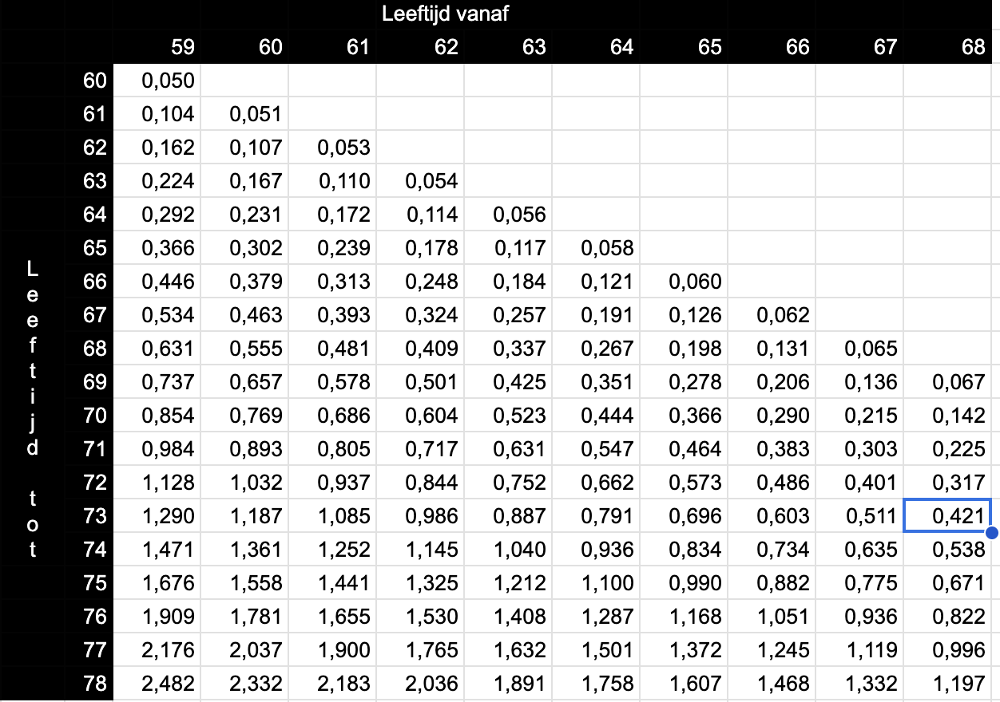 Leeftijd vanaf
59 60 61 62 63 64 65 66 67 68
Leeftijd tot
60 0,050
61 0,104 0,051
62 0,162 0,107 0,053
63 0,224 0,167 0,110 0,054
64 0,292 0,231 0,172 0,114 0,056
65 0,366 0,302 0,239 0,178 0,117 0,058
66 0,446 0,379 0,313 0,248 0,184 0,121 0,060
67 0,534 0,463 0,393 0,324 0,257 0,191 0,126 0,062
68 0,631 0,555 0,481 0,409 0,337 0,267 0,198 0,131 0,065
69 0,737 0,657 0,578 0,501 0,425 0,351 0,278 0,206 0,136 0,067
70 0,854 0,769 0,686 0,604 0,523 0,444 0,366 0,290 0,215 0,142
71 0,984 0,893 0,805 0,717 0,631 0,547 0,464 0,383 0,303 0,225
72 1,128 1,032 0,937 0,844 0,752 0,662 0,573 0,486 0,401 0,317
73 1,290 1,187 1,085 0,986 0,887 0,791 0,696 0,603 0,511 0,421
74 1,471 1,361 1,252 1,145 1,040 0,936 0,834 0,734 0,635 0,538
75 1,676 1,558 1,441 1,325 1,212 1,100 0,990 0,882 0,775 0,671
76 1,909 1,781 1,655 1,530 1,408 1,287 1,168 1,051 0,936 0,822
77 2,176 2,037 1,900 1,765 1,632 1,501 1,372 1,245 1,119 0,996
78 2,482 2,332 2,183 2,036 1,891 1,758 1,607 1,468 1,332 1,197